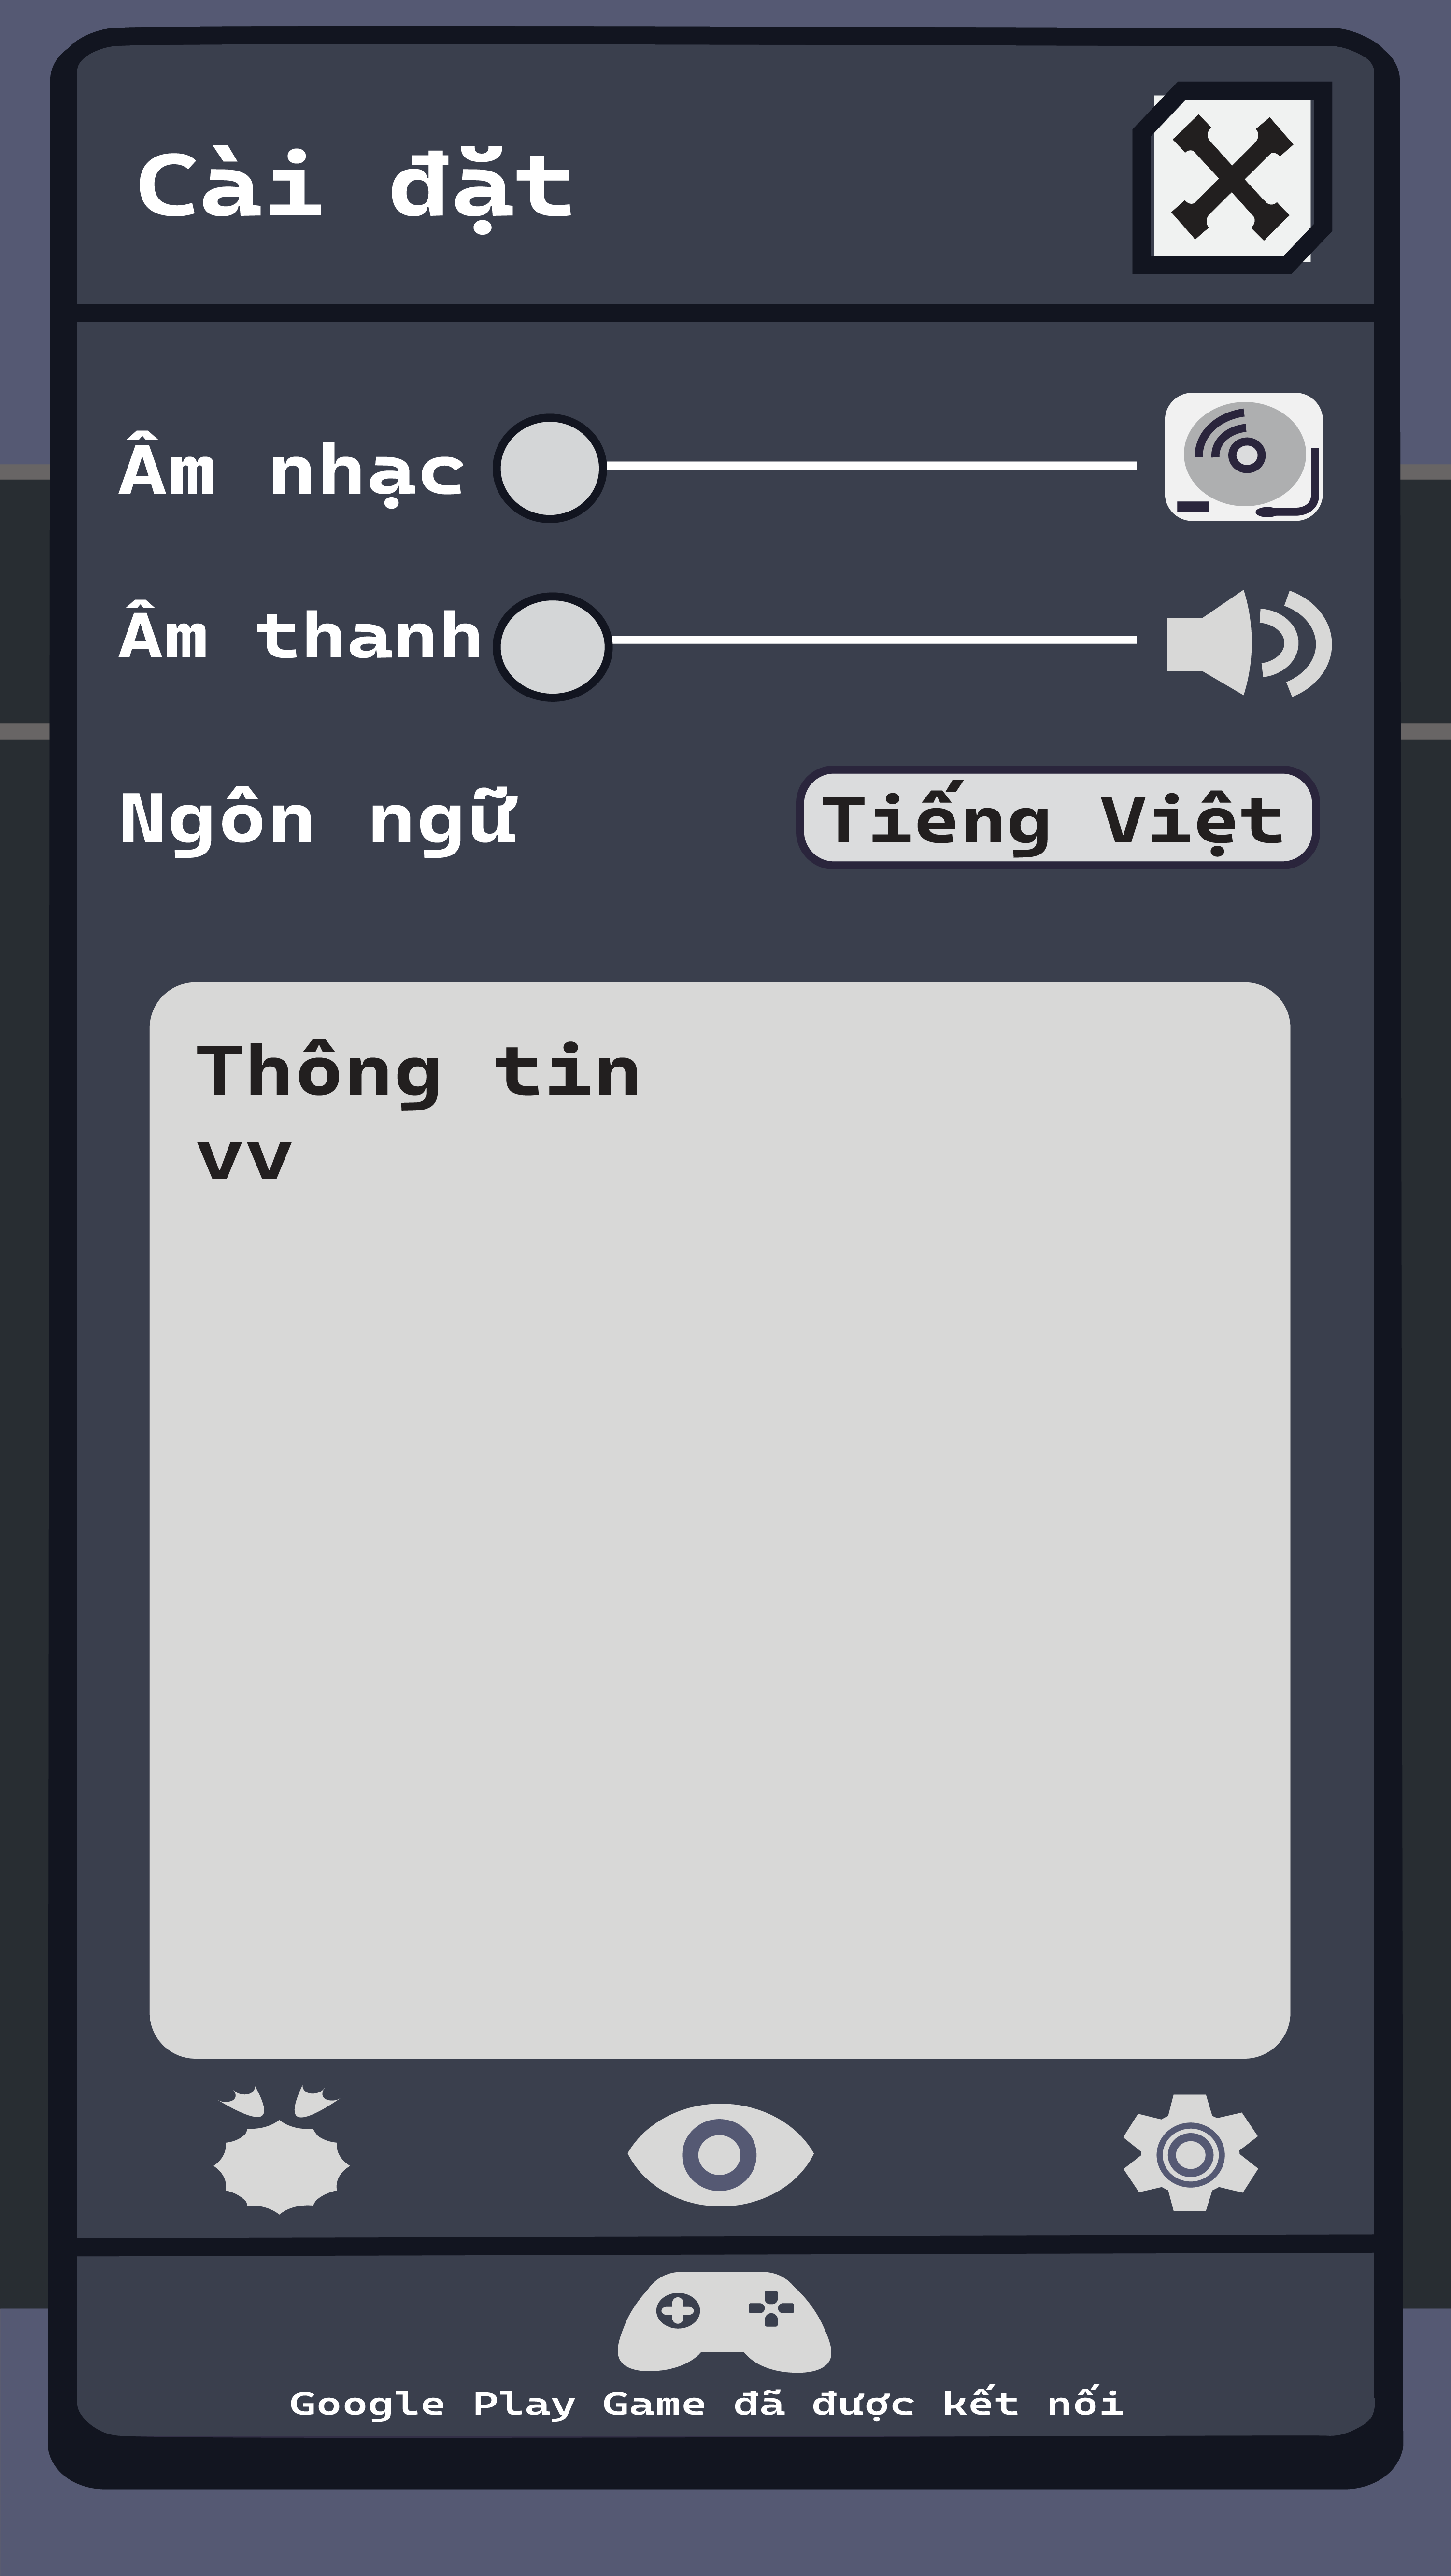 Cài đặt
Âm nhạc
Âm thanh
Ngôn ngữ
Tiếng Việt
Thông tin
vv
Google Play Game đã được kết nối